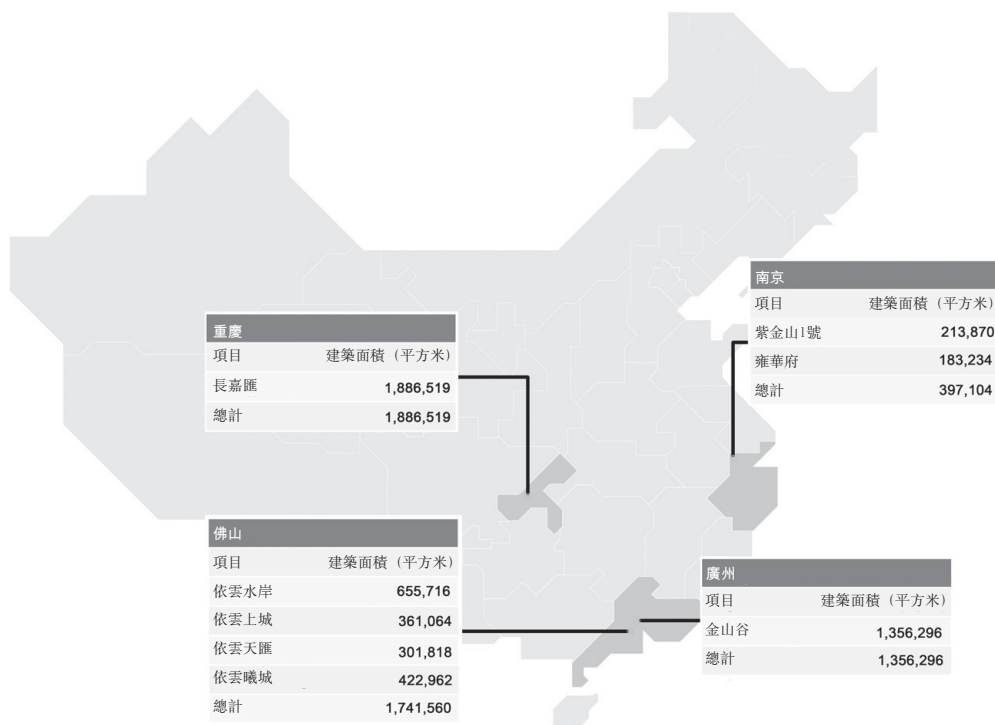 南京
項目 建築面積（平方米）
紫金山1號 213,870
雍華府 183,234
總計 397,104
重慶
項目 建築面積（平方米）
長嘉匯 1,886,519
總計 1,886,519
佛山
項目 建築面積（平方米）
依雲水岸 655,716
依雲上城 361,064
依雲天匯 301,818
依雲曦城 422,962
總計 1,741,560
廣州
項目 建築面積（平方米）
金山谷 1,356,296
總計 1,356,296